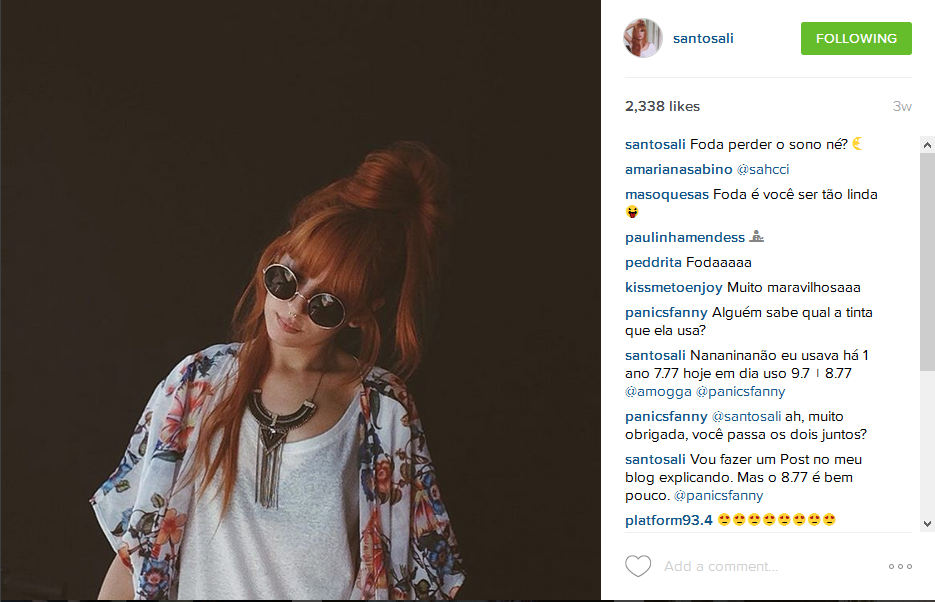 santosali
FOLLOWING
2,338 likes
3w
santosali Foda perder o sono né?
amarianasabino @sahcci
masoquesas Foda é você ser tão linda
paulinhamendess
peddrita Fodaaaaa
kissmetoenjoy Muito maravilhosaaa
panicsfanny Alguém sabe qual a tinta
que ela usa?
santosali Nananinanão eu usava há 1
ano 7.77 hoje em dia uso 9.7 | 8.77
@amogga @panicsfanny
panicsfanny @santosali ah, muito
obrigada, você passa os dois juntos?
santosali Vou fazer um Post no meu
blog explicando. Mas o 8.77 é bem
pouco. @panicsfanny
platform93.4
Add a comment...